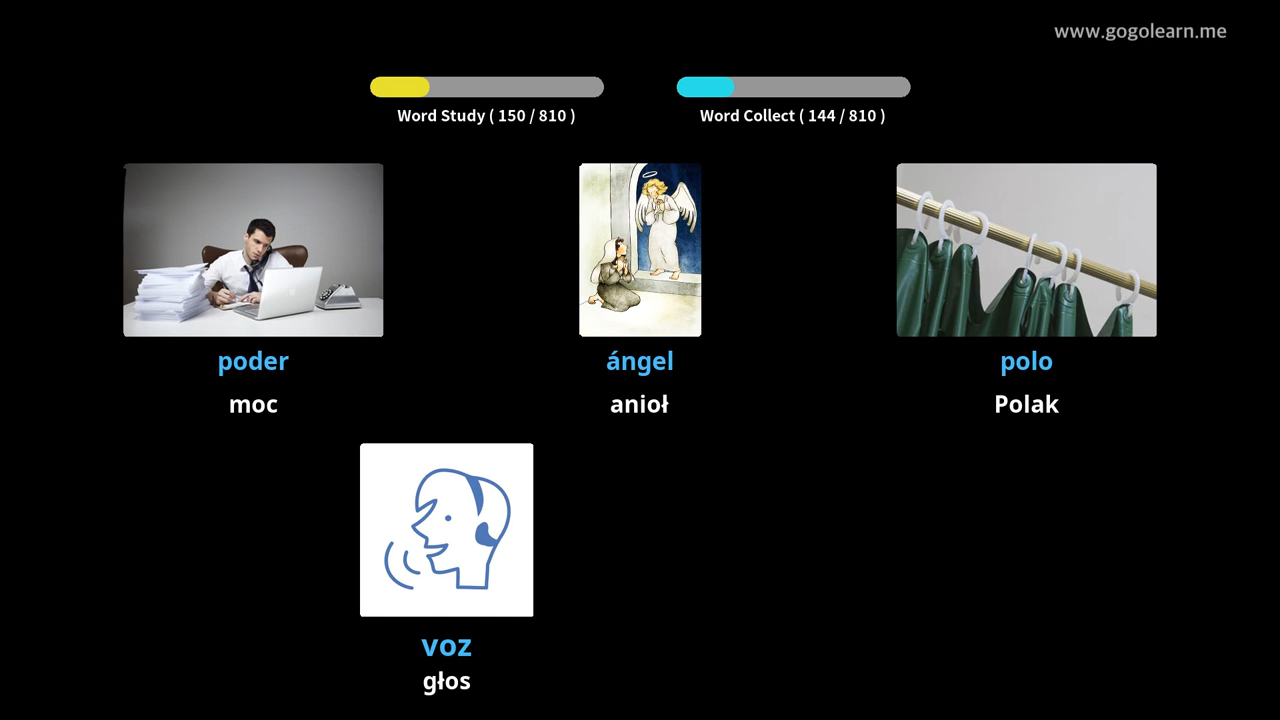 www.gogolearn.me
Word Study ( 150 / 810 )
Word Collect ( 144 / 810 )
poder
moc
ángel
anioł
polo
Polak
voz
głos